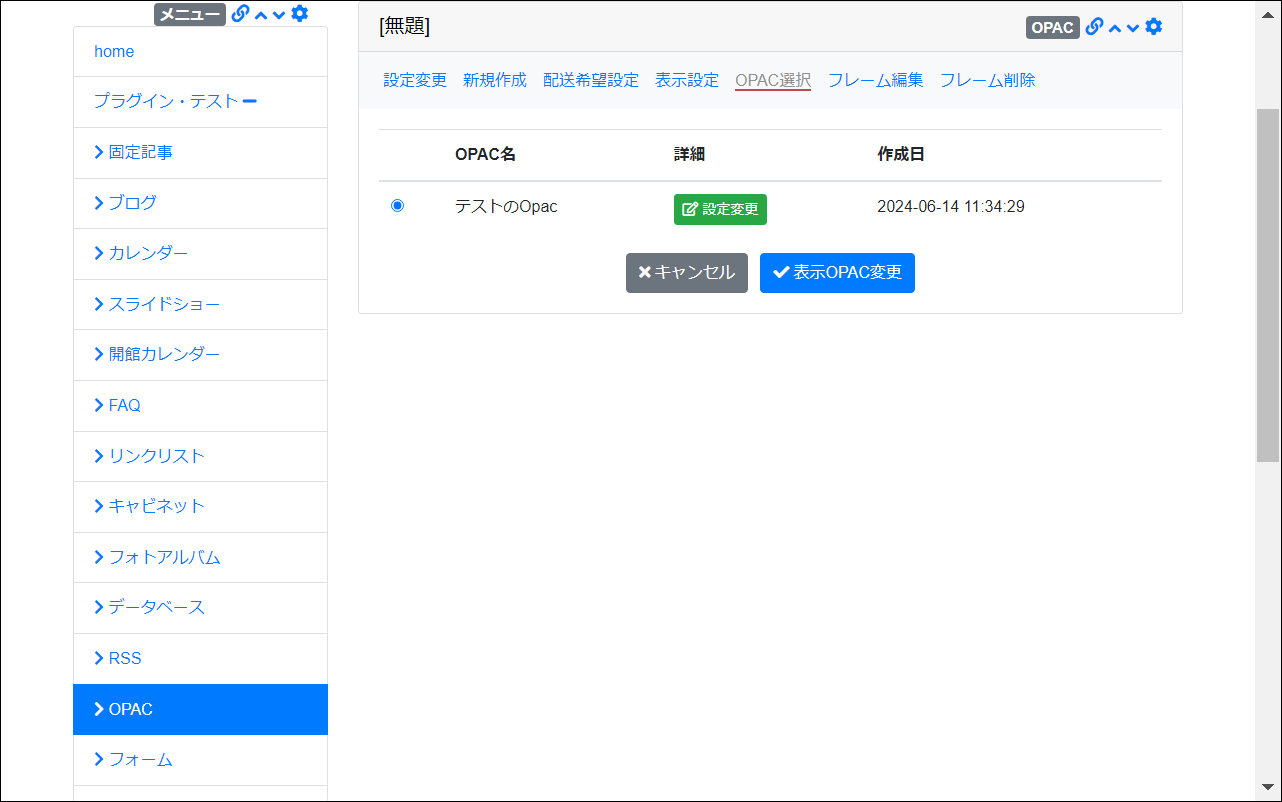 メニュー
home
プラグイン・テスト
固定記事
ブログ
カレンダー
スライドショー
開館カレンダー
FAQ
リンクリスト
キャビネット
フォトアルバム
データベース
RSS
OPAC
フォーム
[無題]
OPAC
設定変更 新規作成 配送希望設定 表示設定 OPAC選択 フレーム編集 フレーム削除
OPAC名 詳細 作成日
テストのOpac 設定変更 2024-06-14 11:34:29
キャンセル 表示OPAC変更